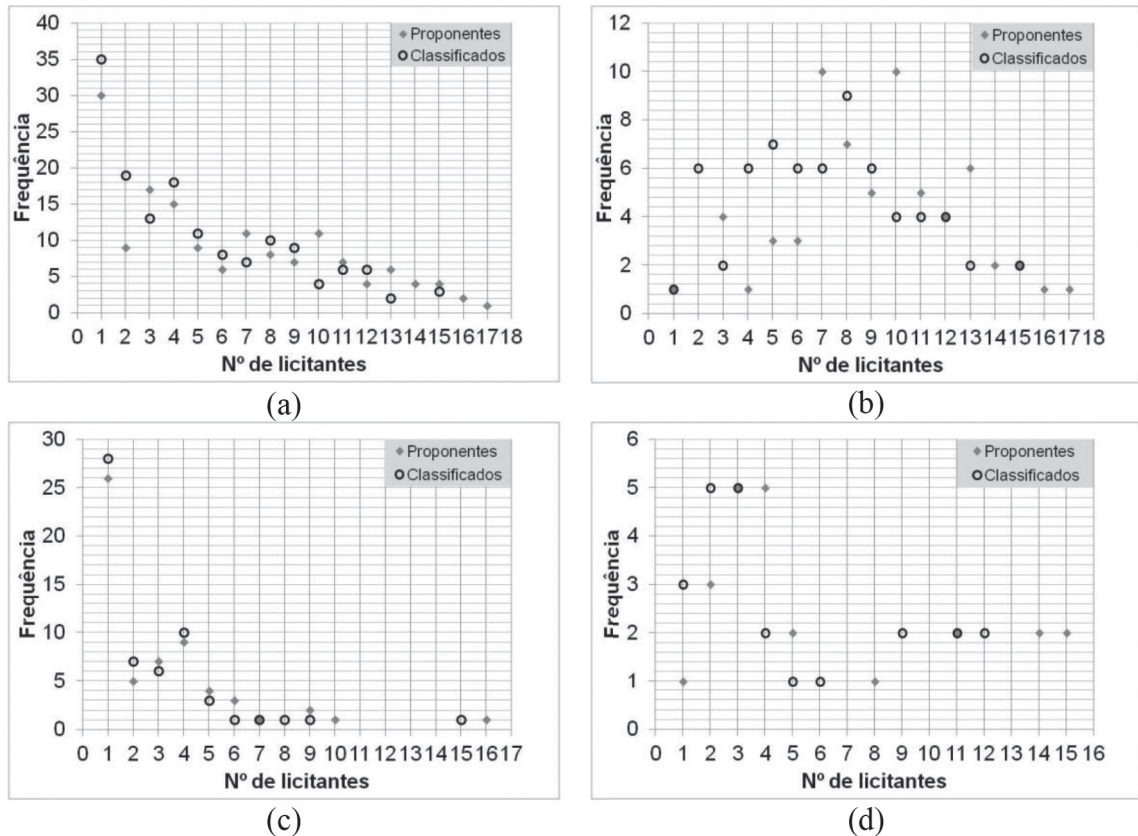 40
35
30
25
20
15
10
5
0
Frequência
Proponentes
Classificados
0 1 2 3 4 5 6 7 8 9 10 11 12 13 14 15 16 17 18
Nº de licitantes
(a)
12
10
8
6
4
2
0
Frequência
Proponentes
Classificados
0 1 2 3 4 5 6 7 8 9 10 11 12 13 14 15 16 17 18
Nº de licitantes
(b)
30
25
20
15
10
5
0
Frequência
Proponentes
Classificados
0 1 2 3 4 5 6 7 8 9 10 11 12 13 14 15 16 17
Nº de licitantes
(c)
6
5
4
3
2
1
0
Frequência
Proponentes
Classificados
0 1 2 3 4 5 6 7 8 9 10 11 12 13 14 15 16
Nº de licitantes
(d)